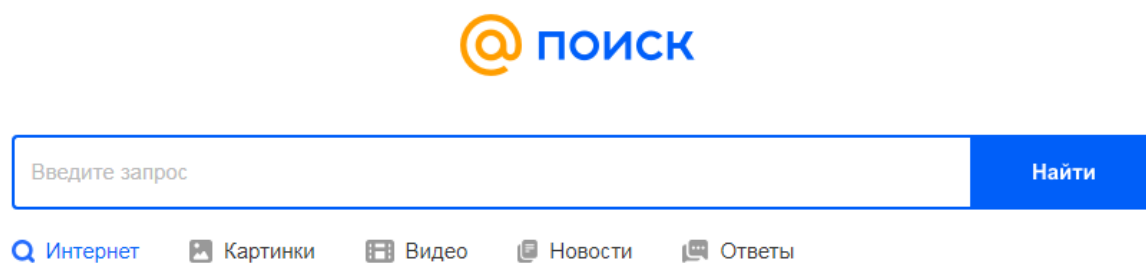 @ ПОИСК
Введите запрос
Найти
Интернет Картинки Видео Новости Ответы